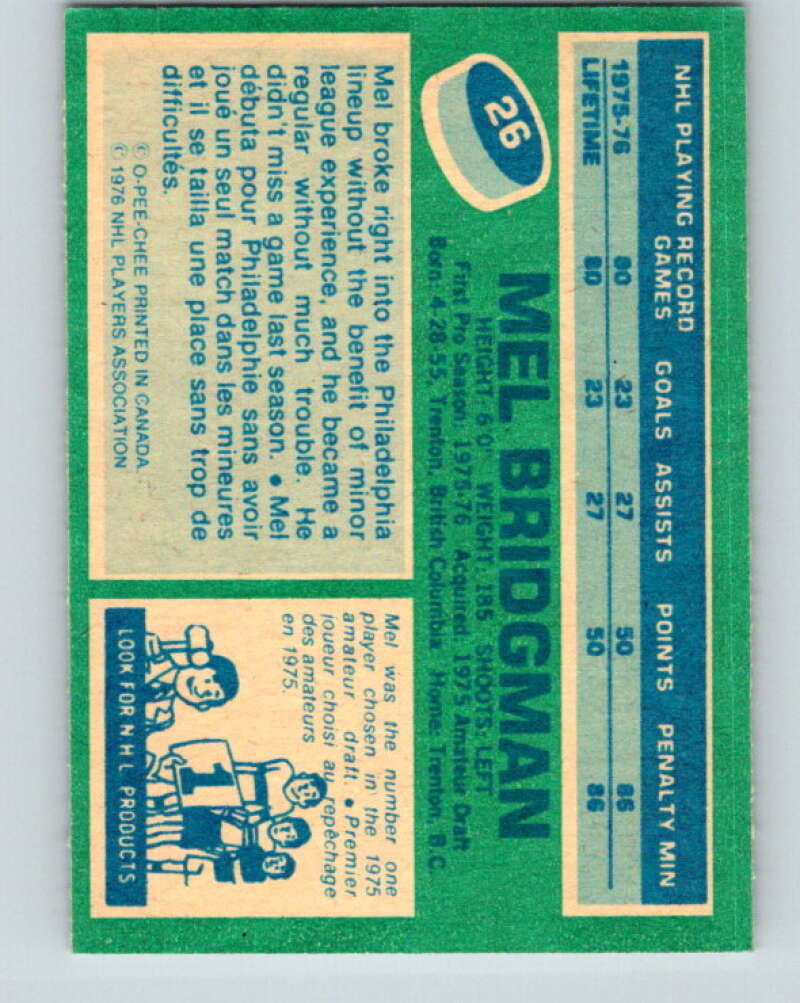 NHL PLAYING RECORD
GAMES GOALS ASSISTS POINTS PENALTY MIN
1975-76 80 23 27 50 86
LIFETIME 80 23 27 50 86
26
MEL BRIDGMAN
HEIGHT: 6'0" WEIGHT: 185 SHOOTS: LEFT
First Pro Season: 1975-76 Acquired: 1975 Amateur Draft
Born: 4-28-55, Trenton, British Columbia Home: Trenton, B.C.
Mel broke right into the Philadelphia
lineup without the benefit of minor
league experience, and he became a
regular without much trouble. He
didn't miss a game last season. • Mel
débuta pour Philadelphie sans avoir
joué un seul match dans les mineures
et il se tailla une place sans trop de
difficultés.
© O-PEE-CHEE PRINTED IN CANADA.
© 1976 NHL PLAYERS ASSOCIATION
Mel was the number one
player chosen in the 1975
amateur draft. • Premier
joueur choisi au repêchage
des amateurs
en 1975.
1
LOOK FOR NHL PRODUCTS